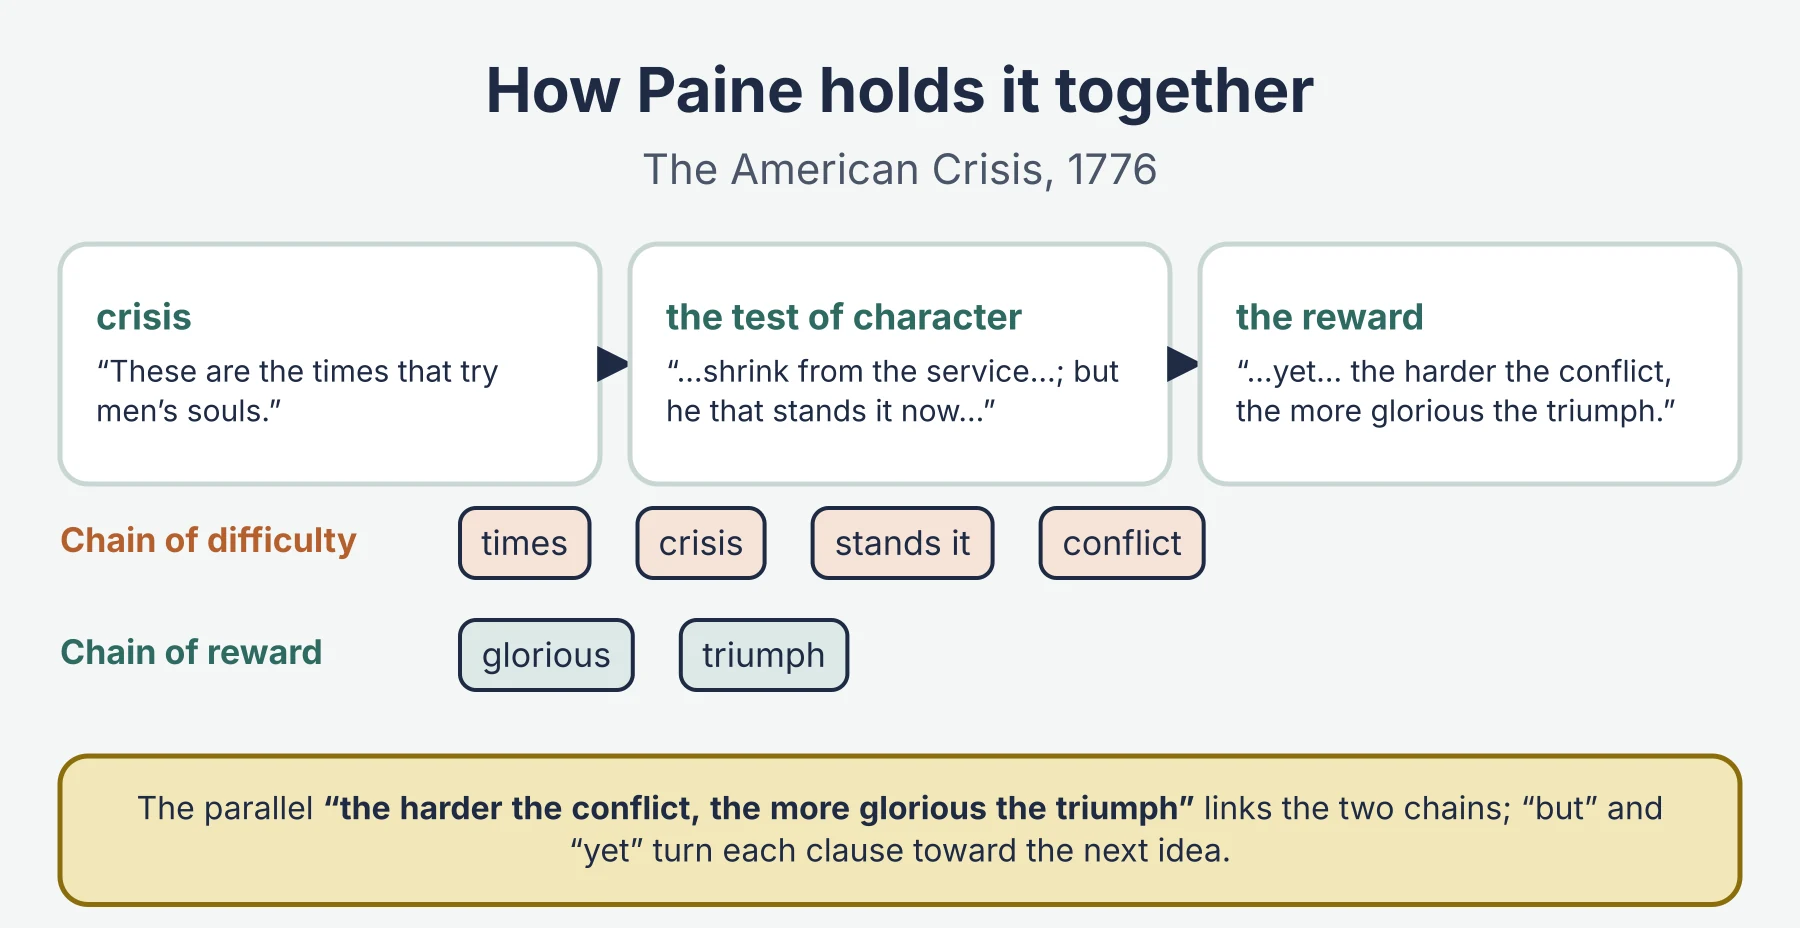 How Paine holds it together
The American Crisis, 1776
crisis
“These are the times that try
men’s souls.”
the test of character
“...shrink from the service...; but
he that stands it now...”
the reward
“...yet... the harder the conflict,
the more glorious the triumph.”
Chain of difficulty
times
crisis
stands it
conflict
Chain of reward
glorious
triumph
The parallel “the harder the conflict, the more glorious the triumph” links the two chains; “but” and
“yet” turn each clause toward the next idea.